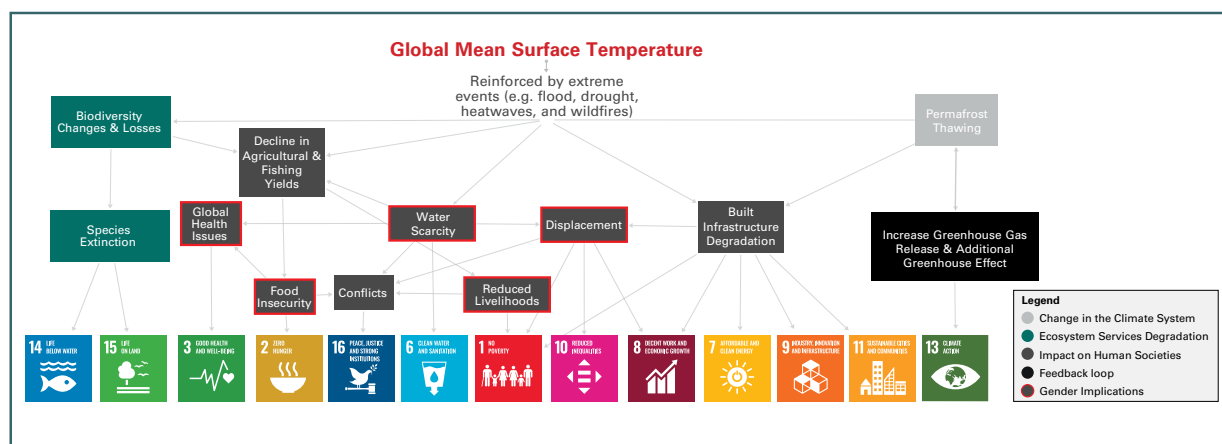 Global Mean Surface Temperature
Reinforced by extreme
events (e.g. flood, drought,
heatwaves, and wildfires)
Biodiversity
Changes & Losses
Decline in
Agricultural &
Fishing
Yields
Permafrost
Thawing
Species
Extinction
Global
Health
Issues
Water
Scarcity
Displacement
Built
Infrastructure
Degradation
Increase Greenhouse Gas
Release & Additional
Greenhouse Effect
Food
Insecurity
Conflicts
Reduced
Livelihoods
Legend
Change in the Climate System
Ecosystem Services Degradation
Impact on Human Societies
Feedback loop
Gender Implications
14 LIFE
BELOW WATER
15 LIFE
ON LAND
3 GOOD HEALTH
AND WELL-BEING
2 ZERO
HUNGER
16 PEACE, JUSTICE
AND STRONG
INSTITUTIONS
6 CLEAN WATER
AND SANITATION
1 NO
POVERTY
10 REDUCED
INEQUALITIES
8 DECENT WORK AND
ECONOMIC GROWTH
7 AFFORDABLE AND
CLEAN ENERGY
9 INDUSTRY, INNOVATION
AND INFRASTRUCTURE
11 SUSTAINABLE CITIES
AND COMMUNITIES
13 CLIMATE
ACTION